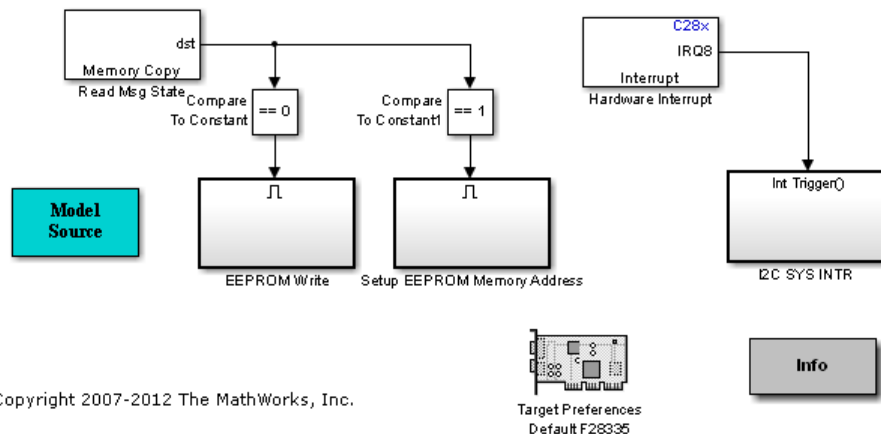 dst
Memory Copy
Read Msg State
C28x
IRQ8
Interrupt
Hardware Interrupt
Compare
To Constant
== 0
Compare
To Constant1
== 1
Model
Source
EEPROM Write
Setup EEPROM Memory Address
Int Trigger()
I2C SYS INTR
Info
Target Preferences
Default F28335
Copyright 2007-2012 The MathWorks, Inc.